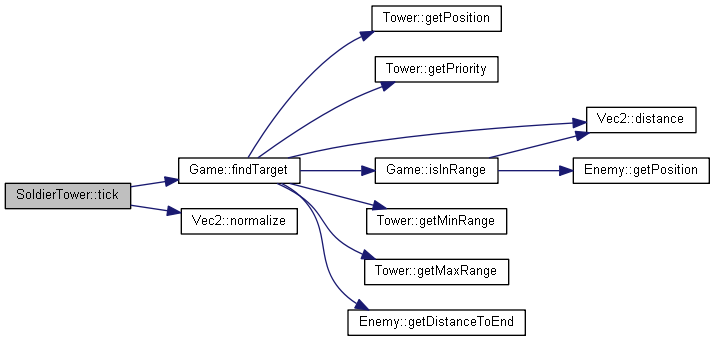 Tower::getPosition
Tower::getPriority
Vec2::distance
Game::findTarget
Game::isInRange
Enemy::getPosition
SoldierTower::tick
Vec2::normalize
Tower::getMinRange
Tower::getMaxRange
Enemy::getDistanceToEnd